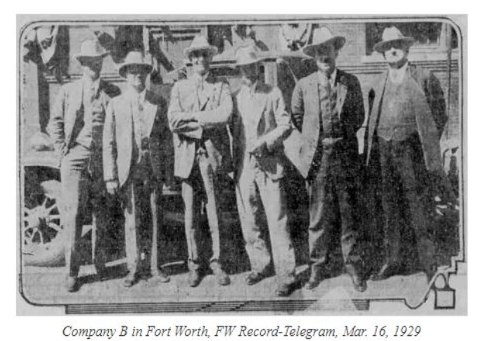 Company B in Fort Worth, FW Record-Telegram, Mar. 16, 1929